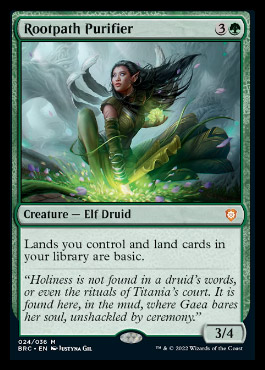 Rootpath Purifier 3
Creature — Elf Druid
Lands you control and land cards in
your library are basic.
“Holiness is not found in a druid’s words,
or even the rituals of Titania’s court. It is
found here, in the mud, where Gaea bares
her soul, unshackled by ceremony.”
3/4
024/036 M
BRC • EN Justyna Gil
™ & © 2022 Wizards of the Coast